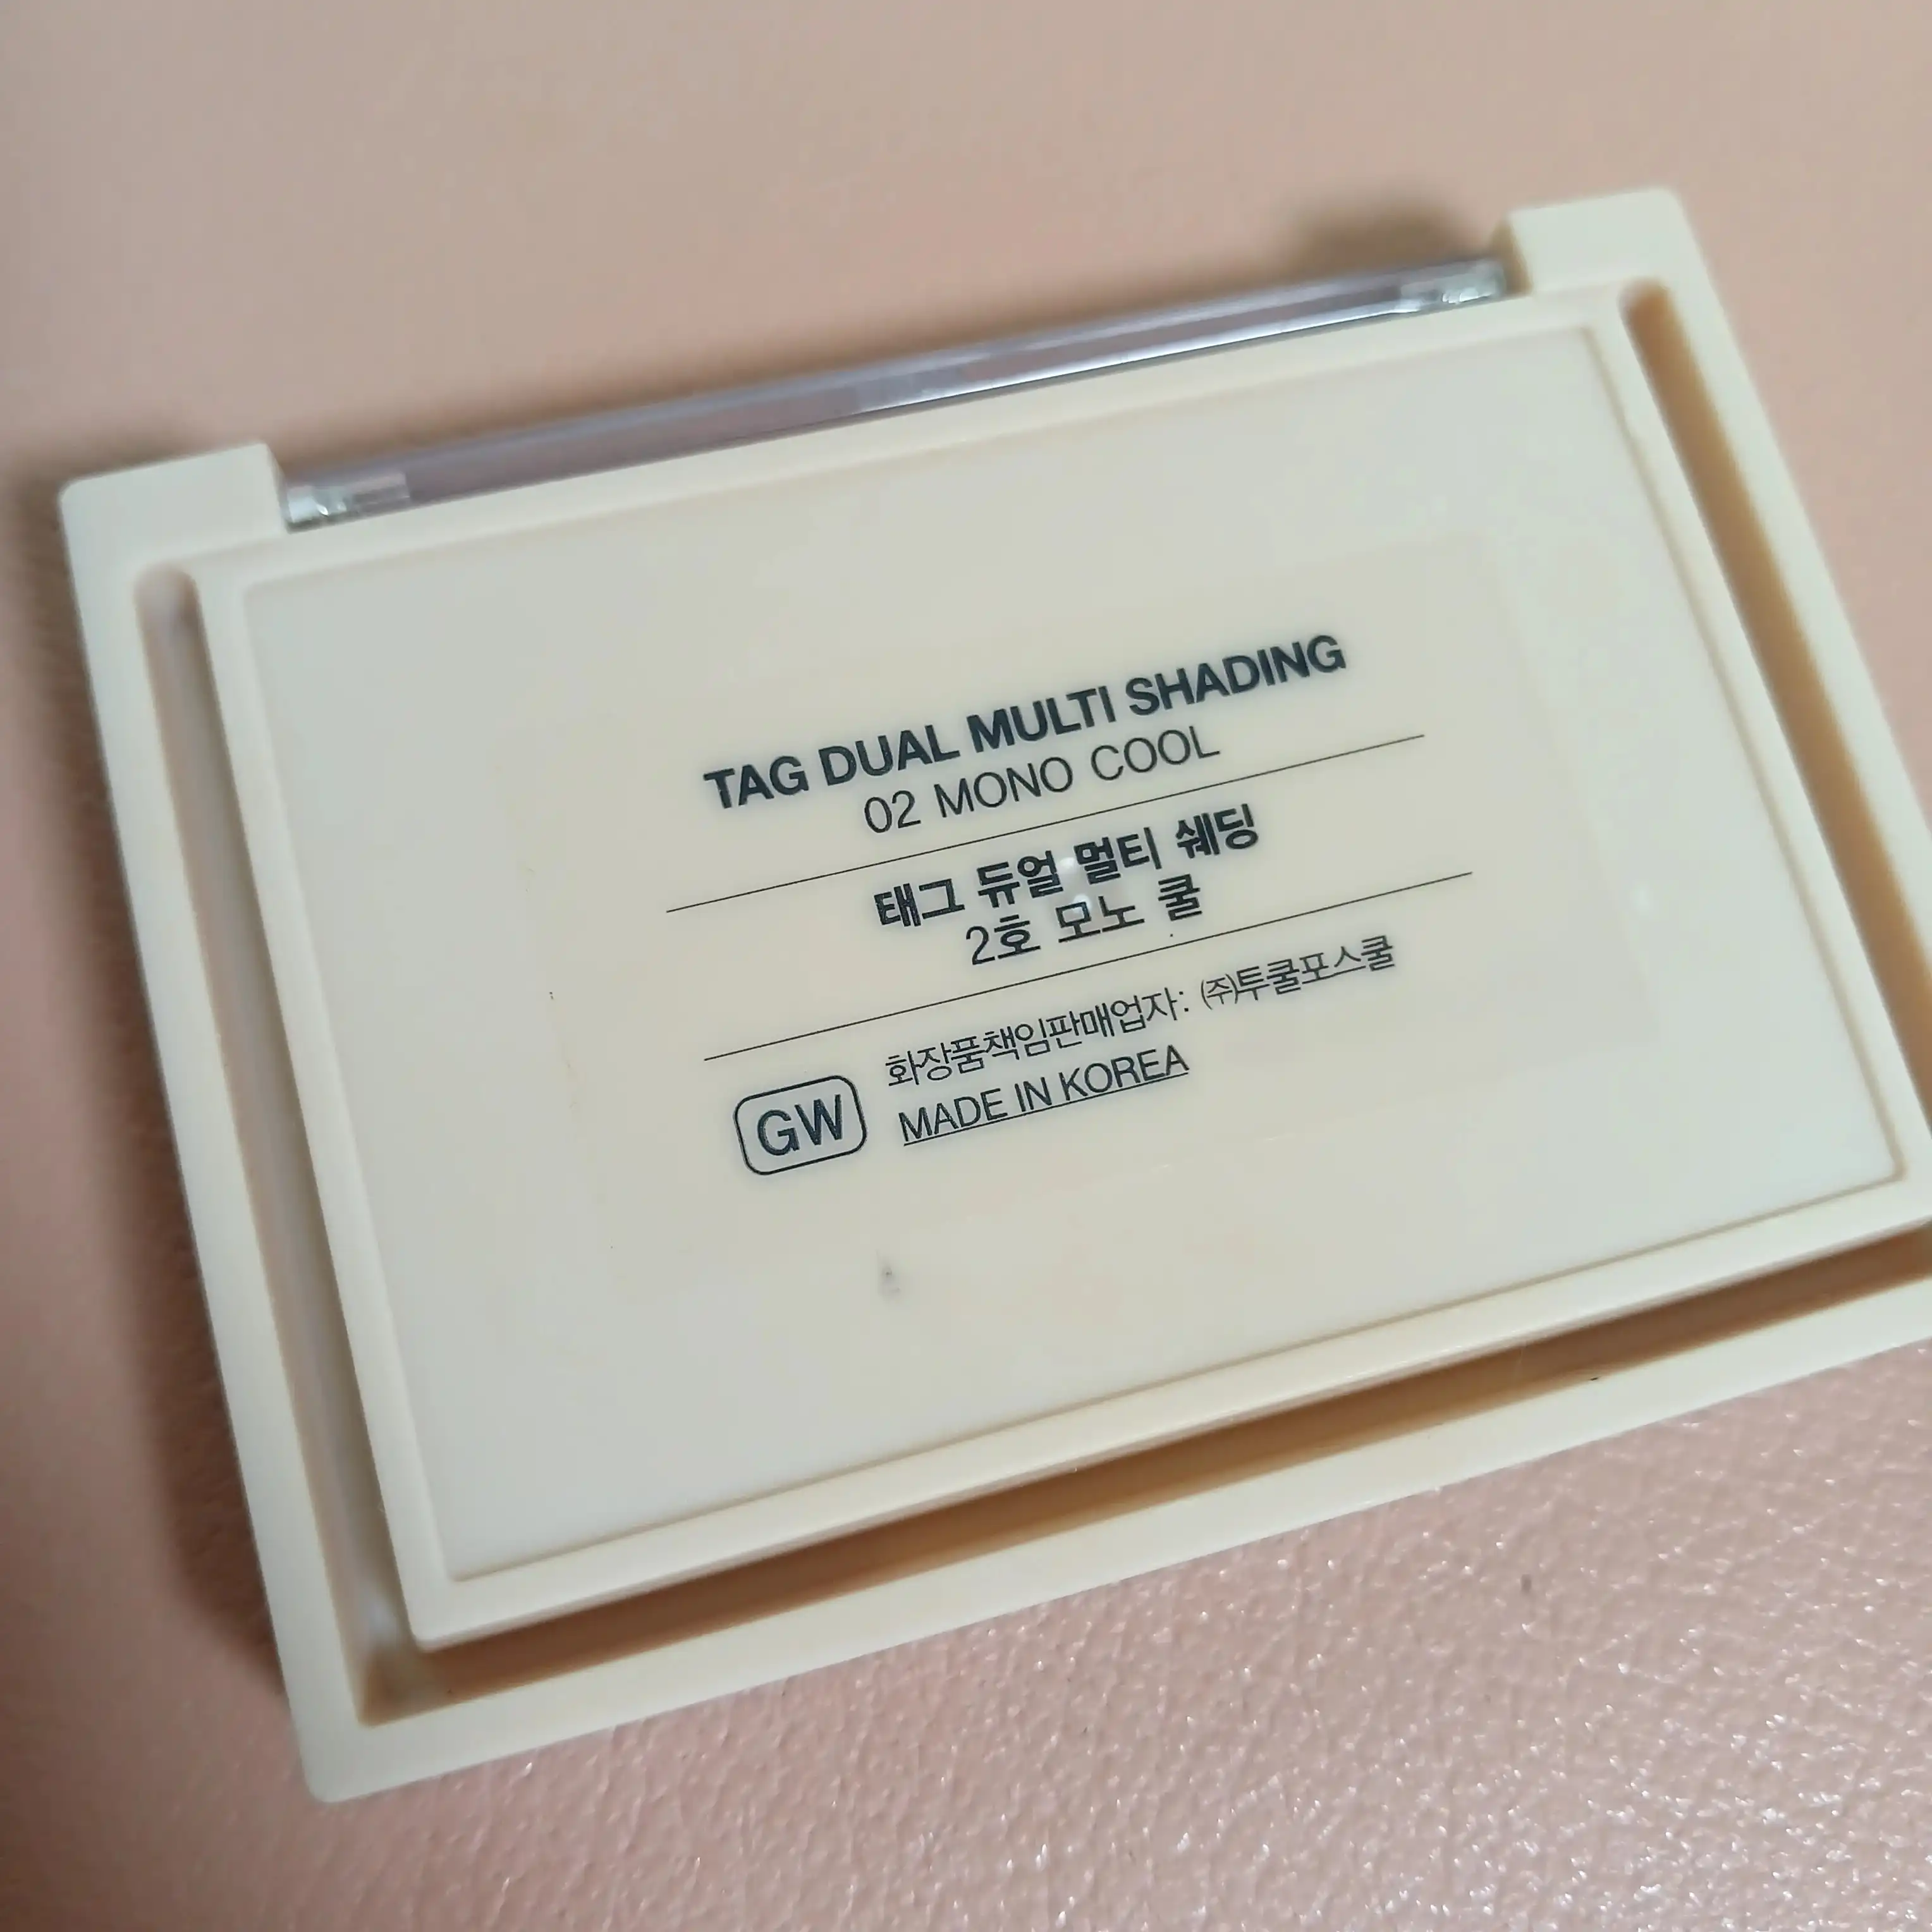 TAG DUAL MULTI SHADING
02 MONO COOL
태그 듀얼 멀티 쉐딩
2호 모노 쿨
화장품책임판매업자: ㈜투쿨포스쿨
GW
MADE IN KOREA